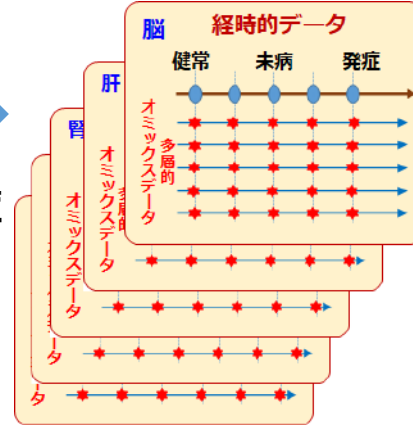 脳 経時的データ
健常 未病 発症
多層的
オミックスデータ
肝
多層的
オミックスデータ
腎
オミックスデータ